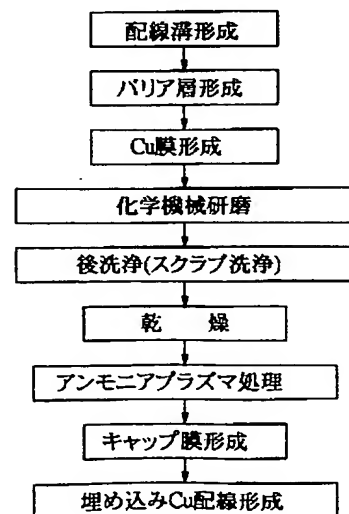 配線溝形成
バリア層形成
Cu膜形成
化学機械研磨
後洗浄(スクラブ洗浄)
乾　燥
アンモニアプラズマ処理
キャップ膜形成
埋め込みCu配線形成